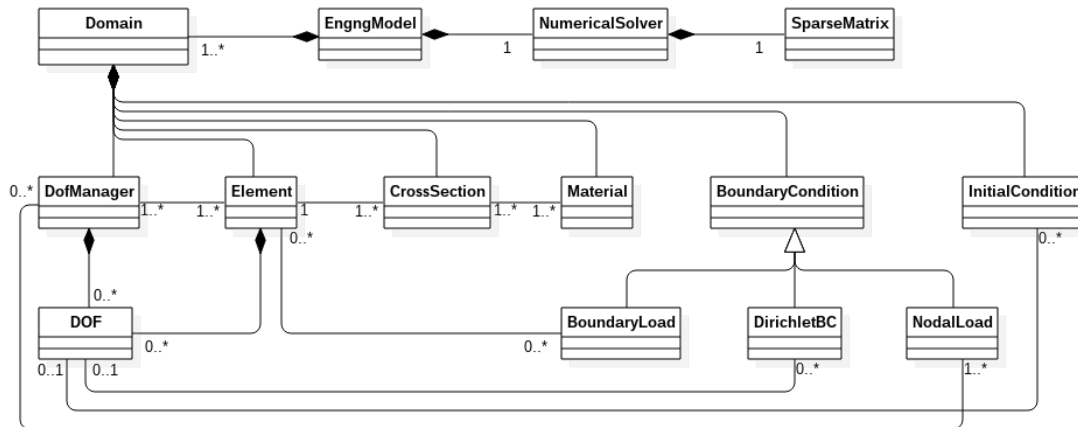 Domain
EngngModel
NumericalSolver
SparseMatrix
1..*
1
1
DofManager
Element
CrossSection
Material
BoundaryCondition
InitialCondition
0..*
1..*
1..*
1
1..*
1..*
1..*
0..*
0..*
0..*
DOF
BoundaryLoad
DirichletBC
NodalLoad
0..*
0..*
0..1
0..1
0..*
1..*